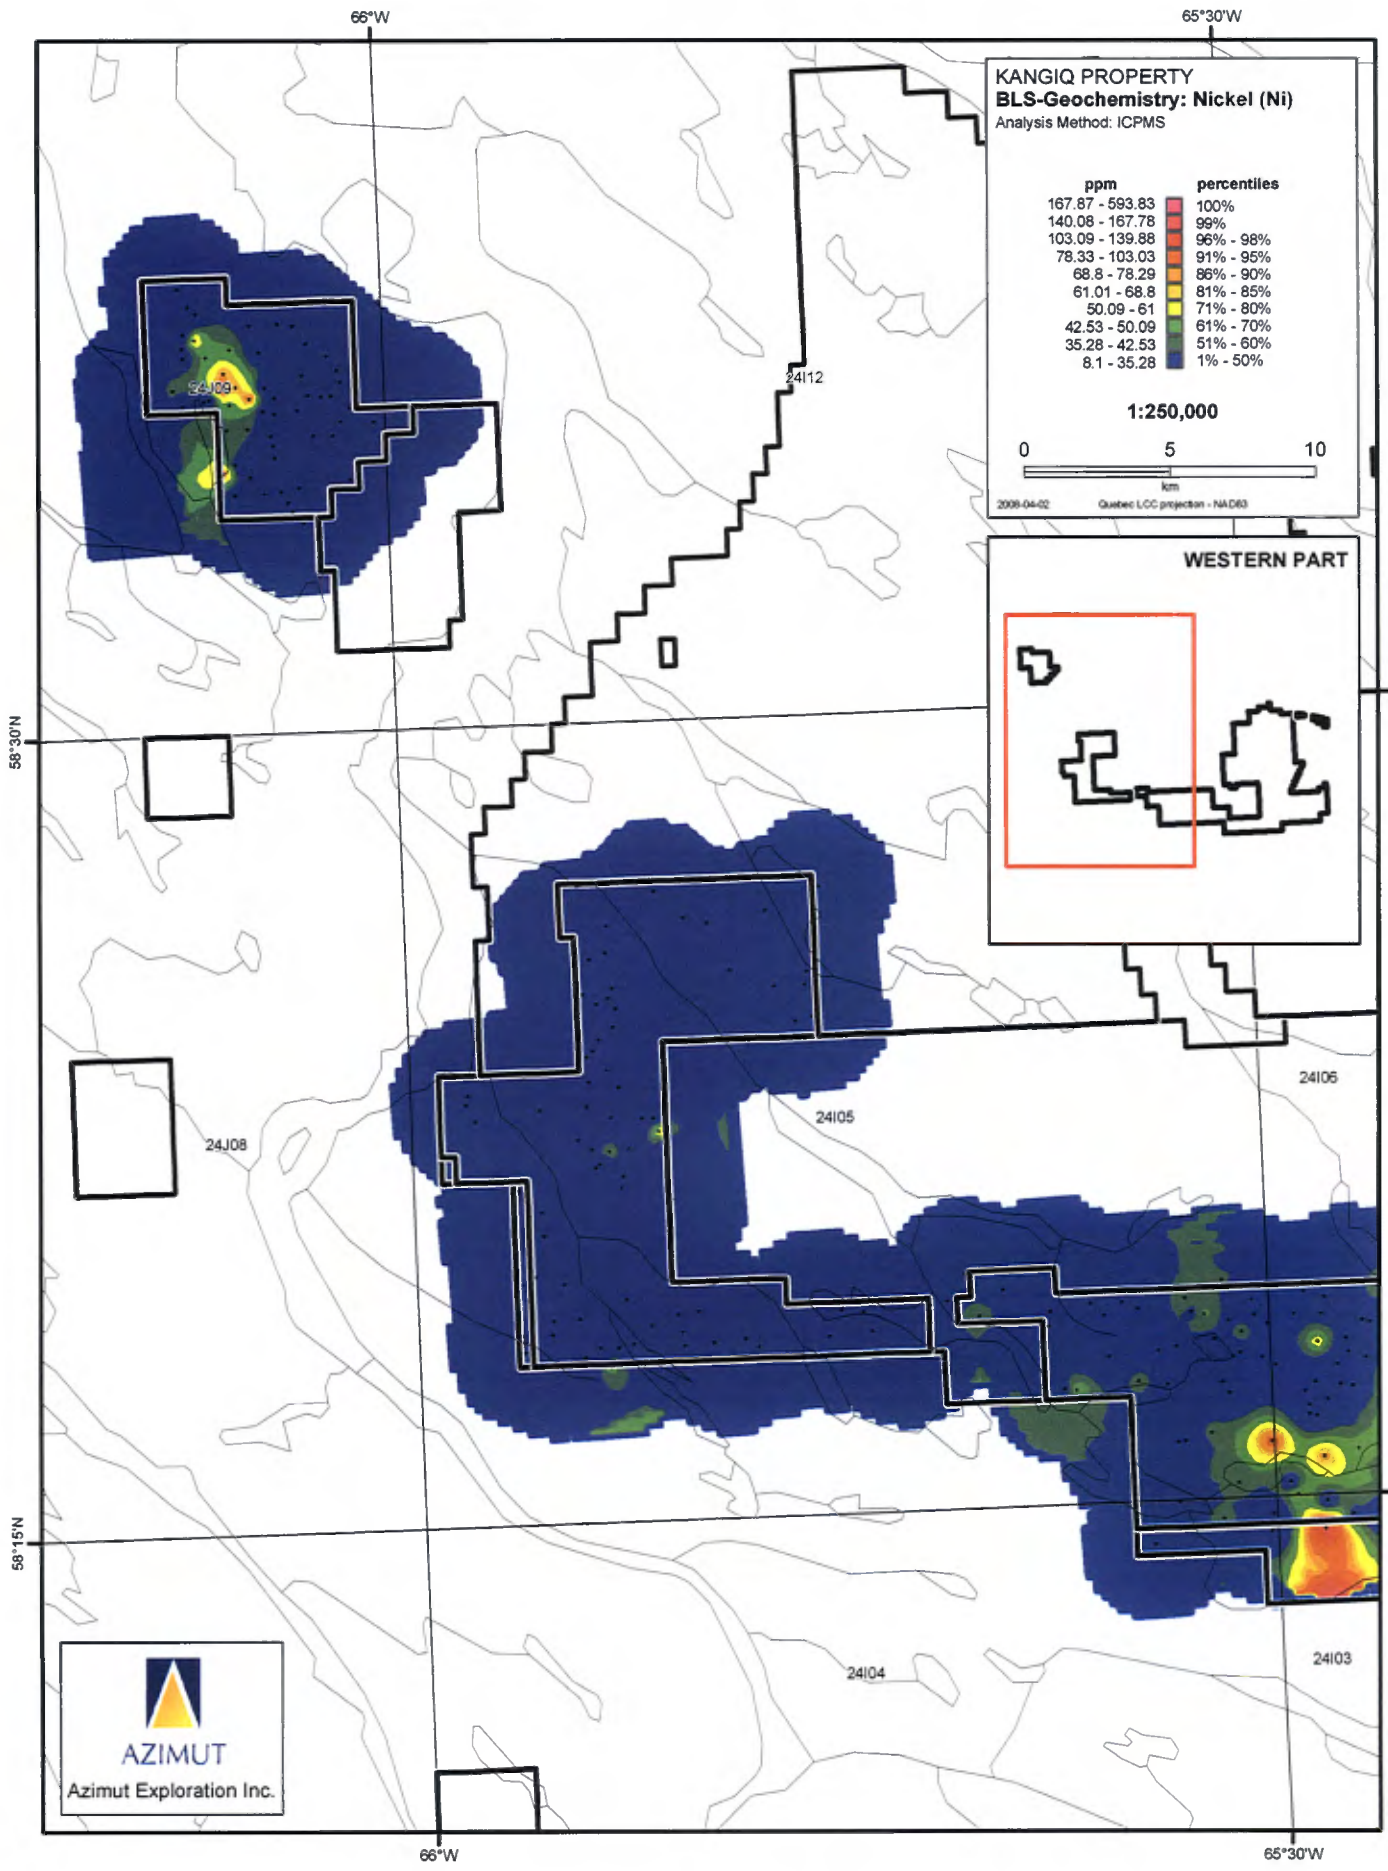 66°W
65°30'W
KANGIQ PROPERTY
BLS-Geochemistry: Nickel (Ni)
Analysis Method: ICPMS
ppm percentiles
167.87 - 593.83 100%
140.08 - 167.78 99%
103.09 - 139.88 96% - 98%
78.33 - 103.03 91% - 95%
68.8 - 78.29 86% - 90%
61.01 - 68.8 81% - 85%
50.09 - 61 71% - 80%
42.53 - 50.09 61% - 70%
35.28 - 42.53 51% - 60%
8.1 - 35.28 1% - 50%
1:250,000
0 5 10
km
2008-04-02 Quebec LCC projection - NAD83
24J09
24I12
WESTERN PART
58°30'N
24I06
24I05
24J08
58°15'N
24I04
24I03
AZIMUT
Azimut Exploration Inc.
66°W
65°30'W